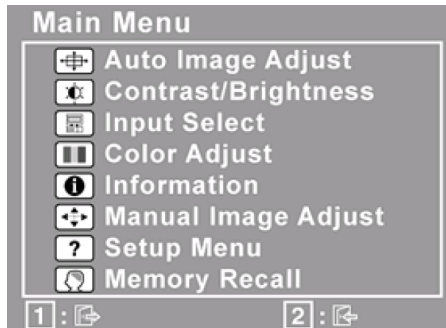 Main Menu
Auto Image Adjust
Contrast/Brightness
Input Select
Color Adjust
Information
Manual Image Adjust
? Setup Menu
Memory Recall
1 : 2 :